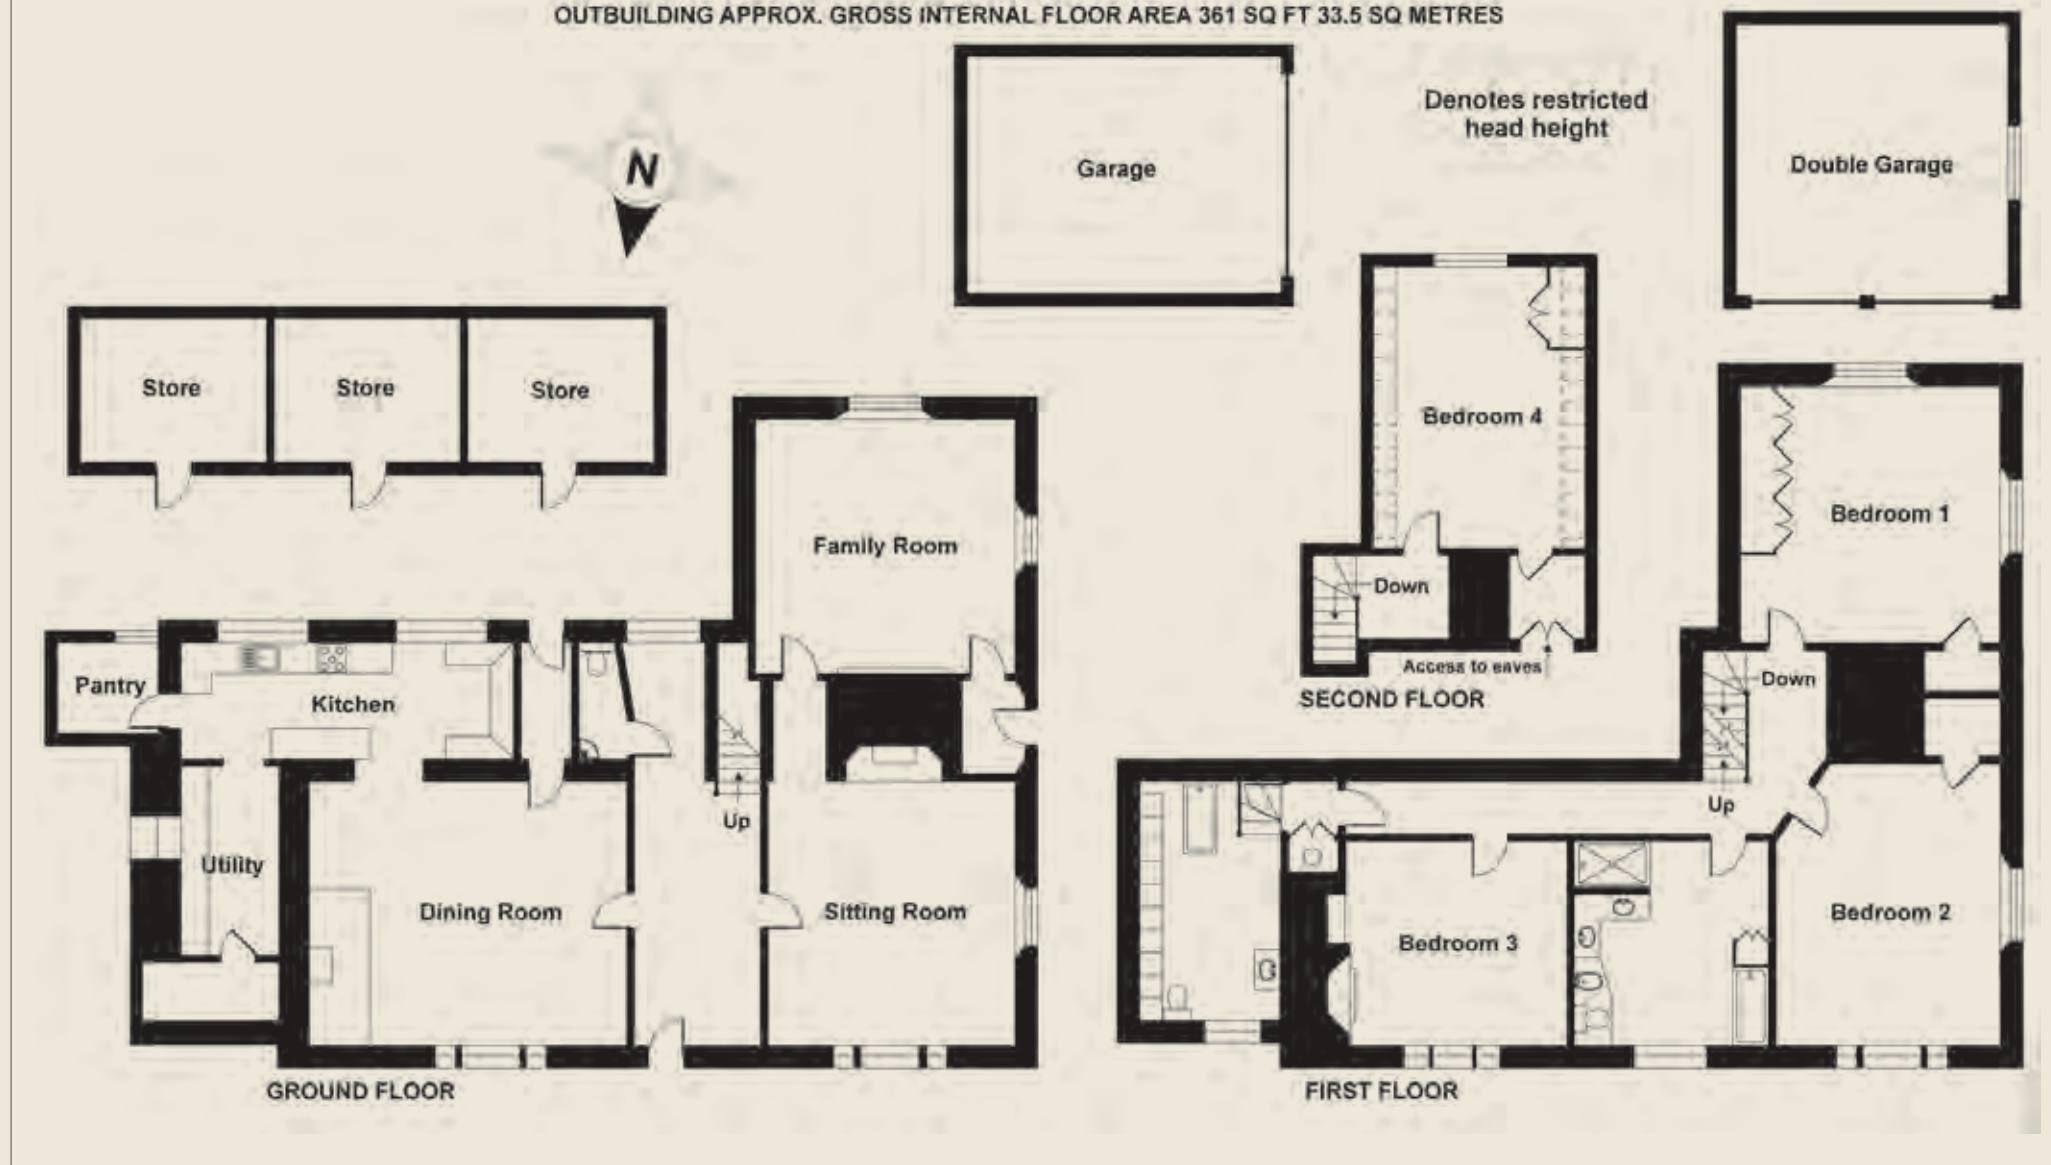 OUTBUILDING APPROX. GROSS INTERNAL FLOOR AREA 361 SQ FT 33.5 SQ METRES
N
Garage
Denotes restricted
head height
Double Garage
Store
Store
Store
Family Room
Pantry
Kitchen
Up
Utility
Dining Room
Sitting Room
GROUND FLOOR
Bedroom 4
Down
Access to eaves
SECOND FLOOR
Bedroom 1
Down
Up
Bedroom 3
Bedroom 2
FIRST FLOOR